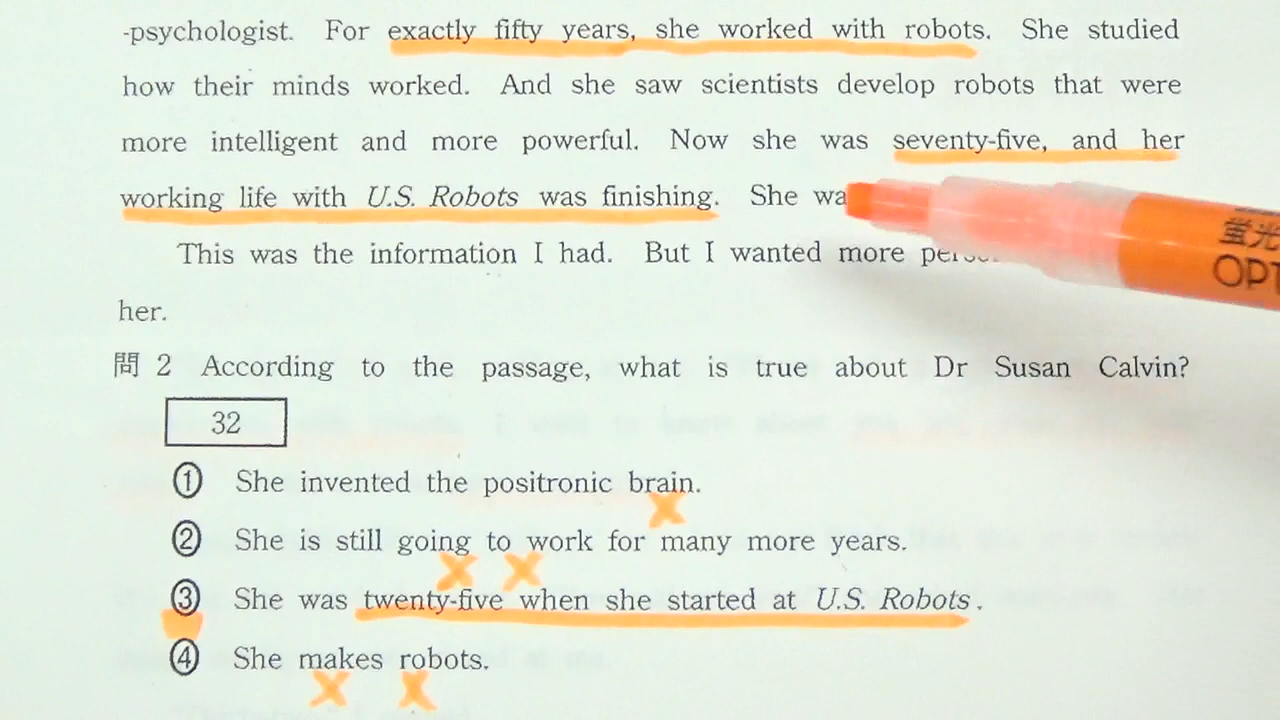 -psychologist. For exactly fifty years, she worked with robots. She studied
how their minds worked. And she saw scientists develop robots that were
more intelligent and more powerful. Now she was seventy-five, and her
working life with U.S. Robots was finishing. She
This was the information I had. But I wanted more
her.
問 2 According to the passage, what is true about Dr Susan Calvin?
32
① She invented the positronic brain.
② She is still going to work for many more years.
③ She was twenty-five when she started at U.S. Robots.
④ She makes robots.
蛍光
OPT